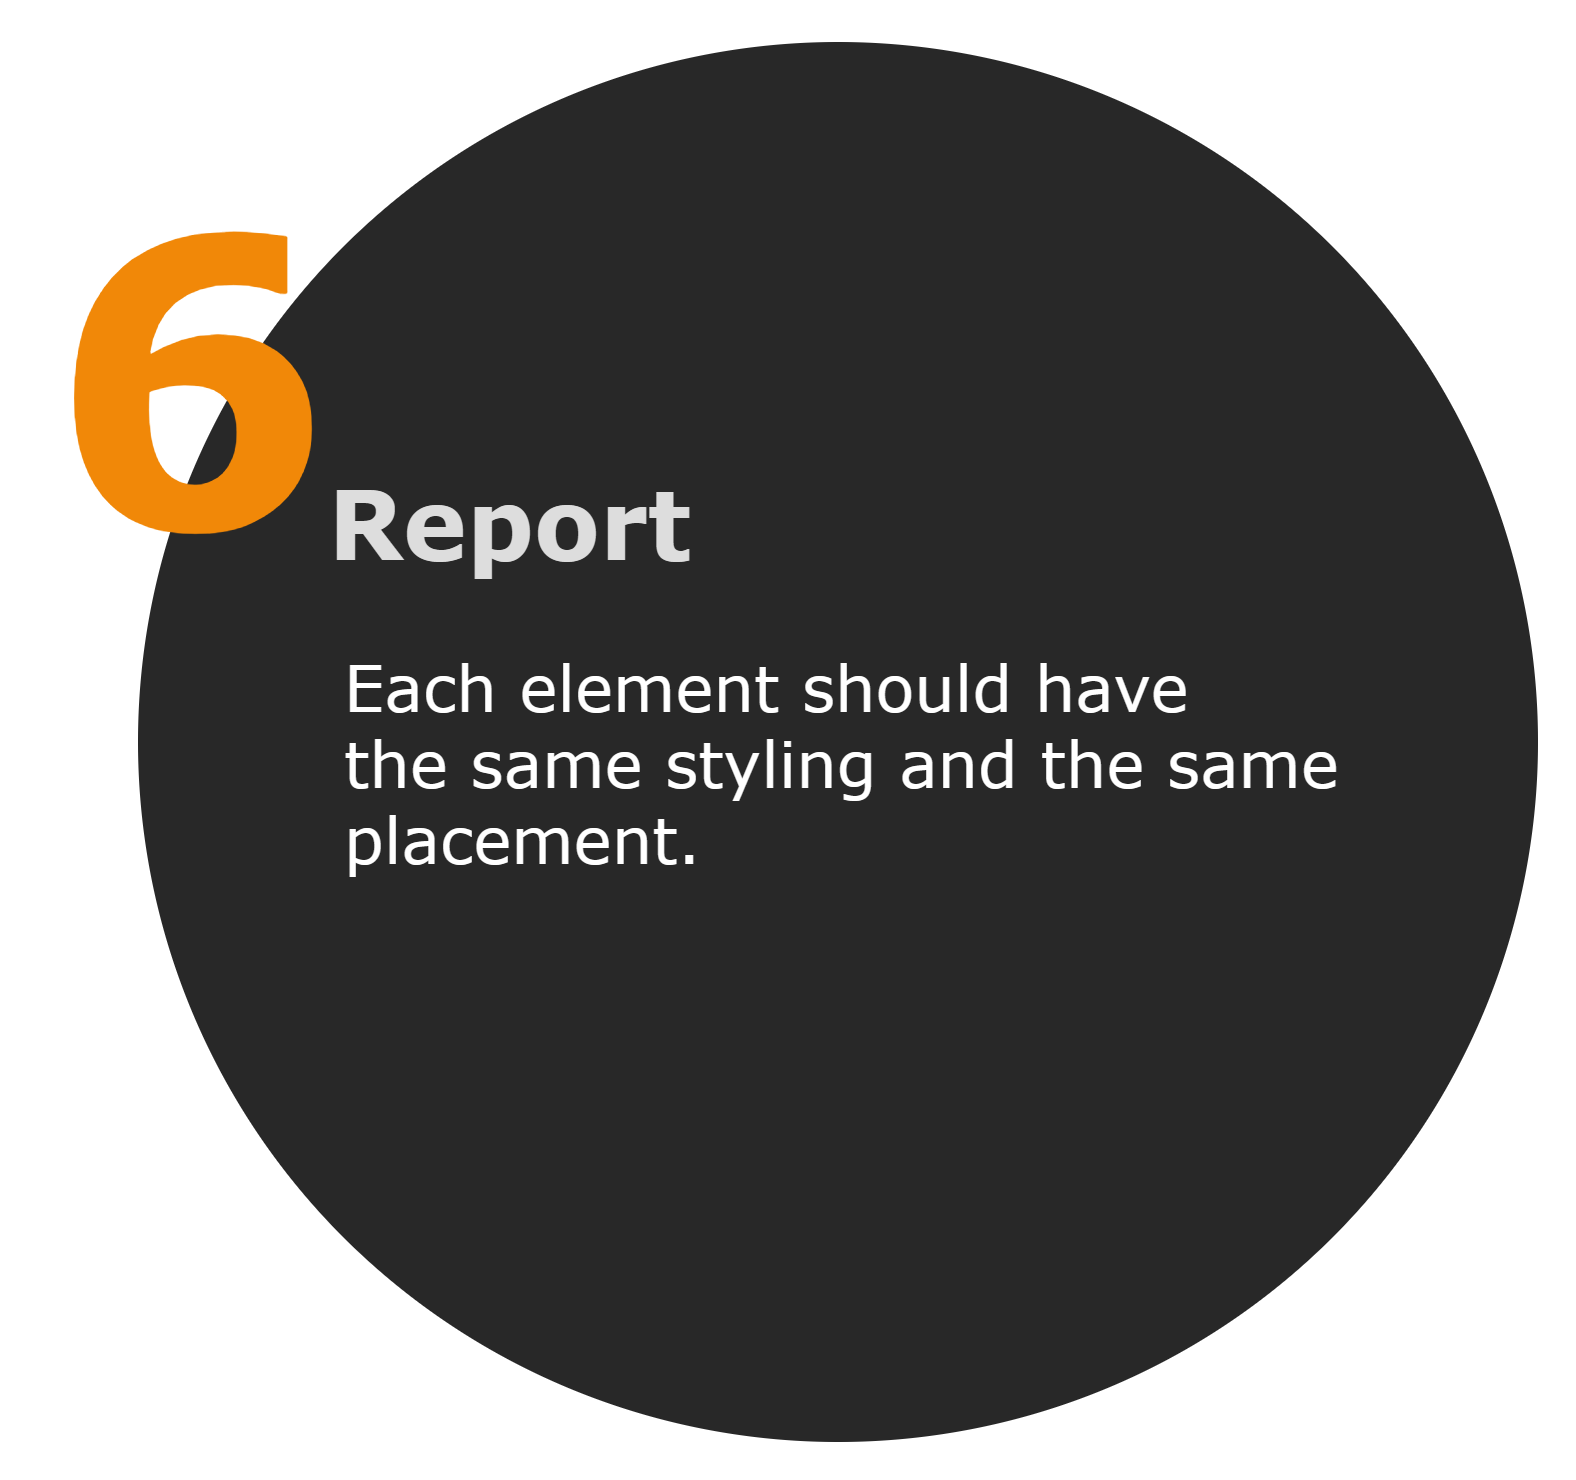 6
Report
Each element should have
the same styling and the same
placement.